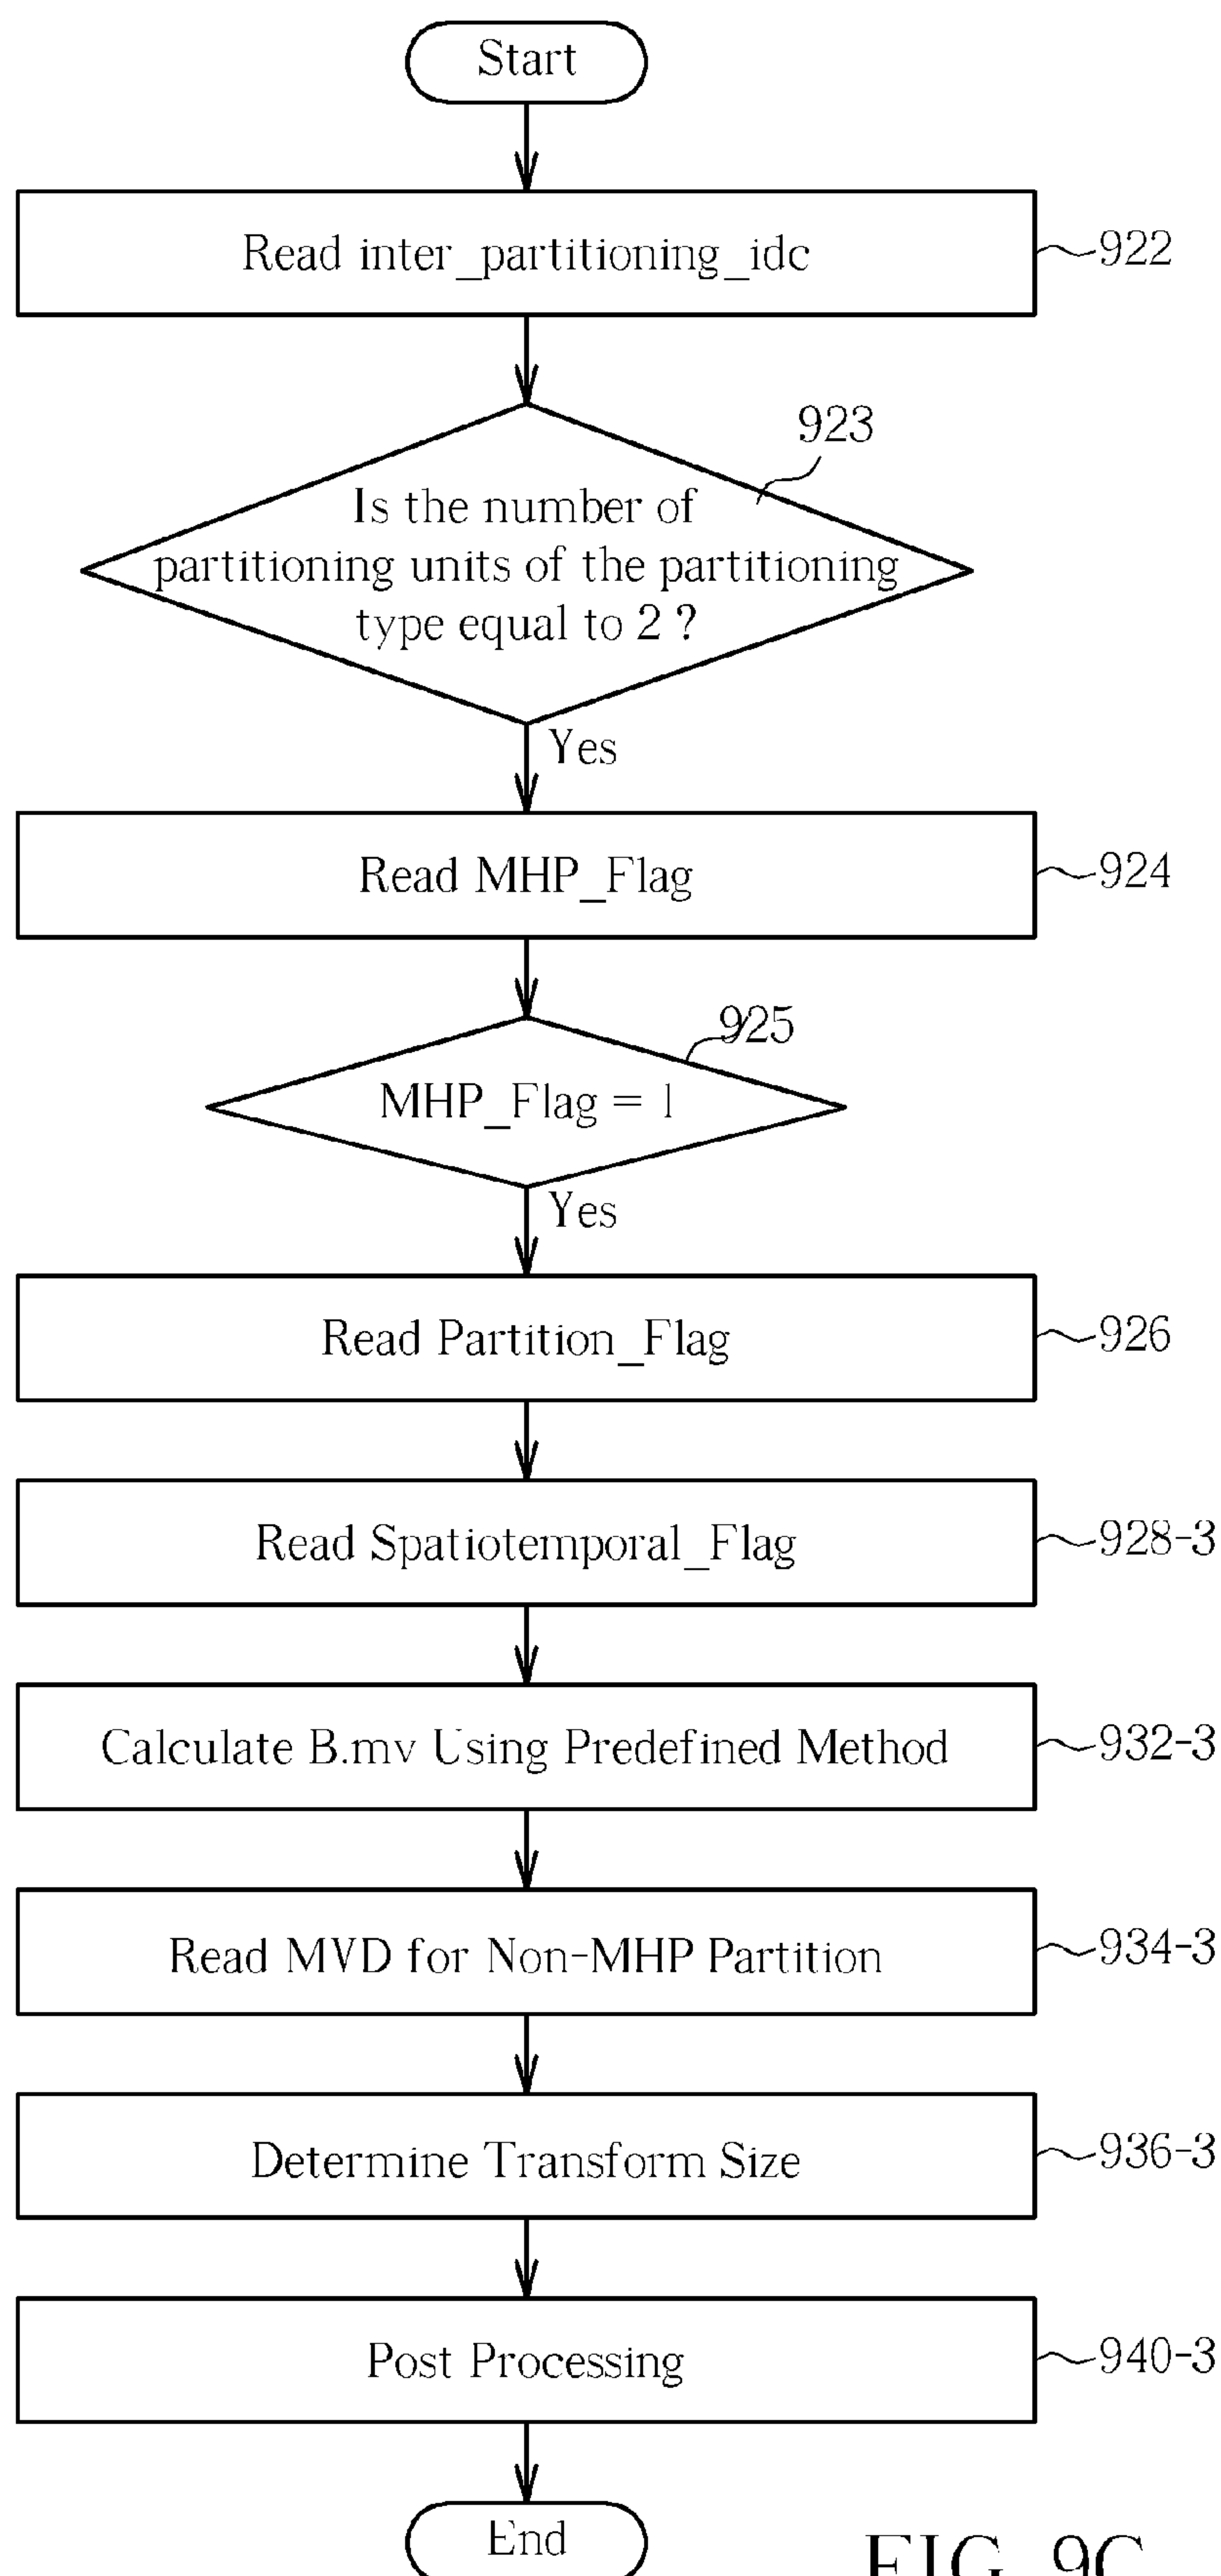 Start
Read inter_partitioning_idc
922
923
Is the number of
partitioning units of the partitioning
type equal to 2 ?
Yes
Read MHP_Flag
924
925
MHP_Flag = 1
Yes
Read Partition_Flag
926
Read Spatiotemporal_Flag
928-3
Calculate B.mv Using Predefined Method
932-3
Read MVD for Non-MHP Partition
934-3
Determine Transform Size
936-3
Post Processing
940-3
End
FIG. 9C